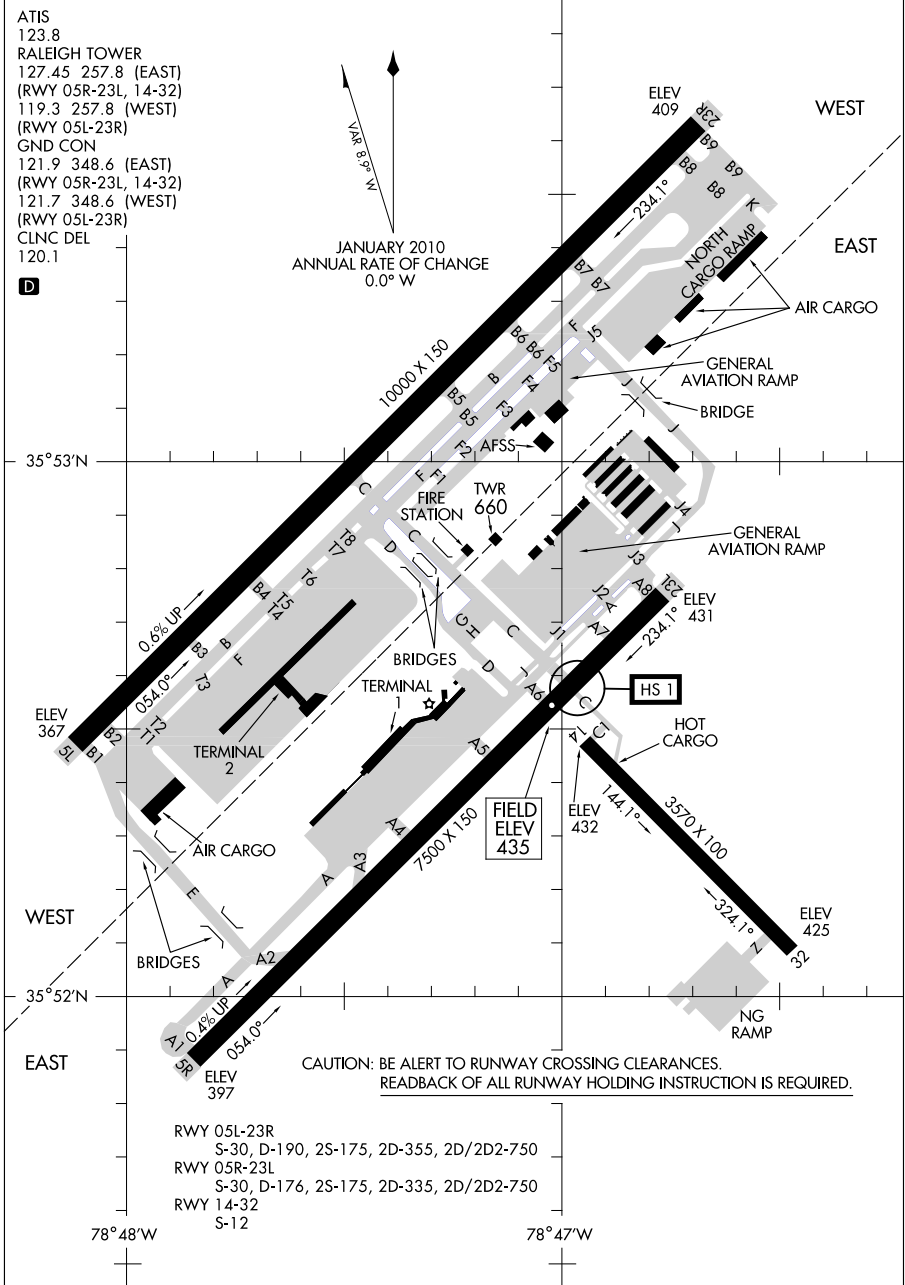 ATIS
123.8
RALEIGH TOWER
127.45 257.8 (EAST)
(RWY 05R-23L, 14-32)
119.3 257.8 (WEST)
(RWY 05L-23R)
GND CON
121.9 348.6 (EAST)
(RWY 05R-23L, 14-32)
121.7 348.6 (WEST)
(RWY 05L-23R)
CLNC DEL
120.1
D
VAR 8.9° W
JANUARY 2010
ANNUAL RATE OF CHANGE
0.0° W
ELEV
409
23R
WEST
EAST
B9
B9
B8
B8
K
234.1°
NORTH
CARGO RAMP
AIR CARGO
B7
B7
F
J5
B6
B6
F5
B
F4
F3
B5
B5
F2
F
F1
10000 X 150
GENERAL
AVIATION RAMP
J
BRIDGE
J
AFSS
35°53'N
C
FIRE
STATION
TWR
660
J4
J
J3
GENERAL
AVIATION RAMP
T8
T7
D
C
T6
T5
T4
B4
BRIDGES
G
H
C
D
J1
J2
A
A7
A8
23L
ELEV
431
234.1°
0.6% UP
054.0°
B3
B
F
T3
T2
T1
B2
B1
5L
ELEV
367
TERMINAL
1
TERMINAL
2
J
A6
HS 1
C
C1
14
HOT
CARGO
A5
A4
A3
A
7500 X 150
FIELD
ELEV
435
ELEV
432
144.1°
3570 X 100
324.1°
ELEV
425
32
Z
NG
RAMP
AIR CARGO
E
BRIDGES
WEST
A2
A
35°52'N
0.4% UP
054.0°
A1
5R
EAST
ELEV
397
CAUTION: BE ALERT TO RUNWAY CROSSING CLEARANCES.
READBACK OF ALL RUNWAY HOLDING INSTRUCTION IS REQUIRED.
RWY 05L-23R
S-30, D-190, 2S-175, 2D-355, 2D/2D2-750
RWY 05R-23L
S-30, D-176, 2S-175, 2D-335, 2D/2D2-750
RWY 14-32
S-12
78°48'W
78°47'W